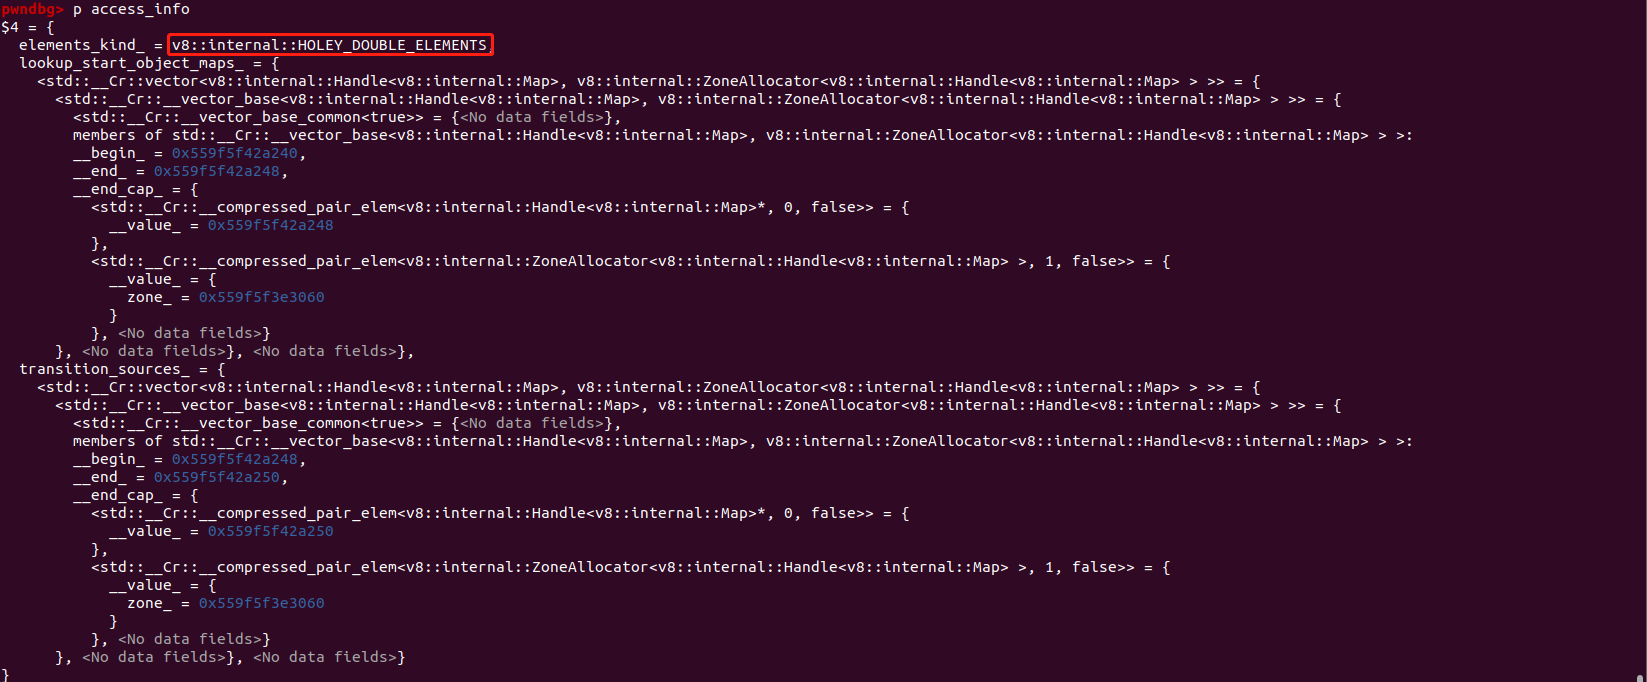 pwndbg> p access_info
$4 = {
  elements_kind_ = v8::internal::HOLEY_DOUBLE_ELEMENTS,
  lookup_start_object_maps_ = {
    <std::__Cr::vector<v8::internal::Handle<v8::internal::Map>, v8::internal::ZoneAllocator<v8::internal::Handle<v8::internal::Map> > >> = {
      <std::__Cr::__vector_base<v8::internal::Handle<v8::internal::Map>, v8::internal::ZoneAllocator<v8::internal::Handle<v8::internal::Map> > >> = {
        <std::__Cr::__vector_base_common<true>> = {<No data fields>},
        members of std::__Cr::__vector_base<v8::internal::Handle<v8::internal::Map>, v8::internal::ZoneAllocator<v8::internal::Handle<v8::internal::Map> > >:
        __begin_ = 0x559f5f42a240,
        __end_ = 0x559f5f42a248,
        __end_cap_ = {
          <std::__Cr::__compressed_pair_elem<v8::internal::Handle<v8::internal::Map>*, 0, false>> = {
            __value_ = 0x559f5f42a248
          },
          <std::__Cr::__compressed_pair_elem<v8::internal::ZoneAllocator<v8::internal::Handle<v8::internal::Map> >, 1, false>> = {
            __value_ = {
              zone_ = 0x559f5f3e3060
            }
          }, <No data fields>}
      }, <No data fields>}, <No data fields>},
  transition_sources_ = {
    <std::__Cr::vector<v8::internal::Handle<v8::internal::Map>, v8::internal::ZoneAllocator<v8::internal::Handle<v8::internal::Map> > >> = {
      <std::__Cr::__vector_base<v8::internal::Handle<v8::internal::Map>, v8::internal::ZoneAllocator<v8::internal::Handle<v8::internal::Map> > >> = {
        <std::__Cr::__vector_base_common<true>> = {<No data fields>},
        members of std::__Cr::__vector_base<v8::internal::Handle<v8::internal::Map>, v8::internal::ZoneAllocator<v8::internal::Handle<v8::internal::Map> > >:
        __begin_ = 0x559f5f42a248,
        __end_ = 0x559f5f42a250,
        __end_cap_ = {
          <std::__Cr::__compressed_pair_elem<v8::internal::Handle<v8::internal::Map>*, 0, false>> = {
            __value_ = 0x559f5f42a250
          },
          <std::__Cr::__compressed_pair_elem<v8::internal::ZoneAllocator<v8::internal::Handle<v8::internal::Map> >, 1, false>> = {
            __value_ = {
              zone_ = 0x559f5f3e3060
            }
          }, <No data fields>}
      }, <No data fields>}, <No data fields>}
}